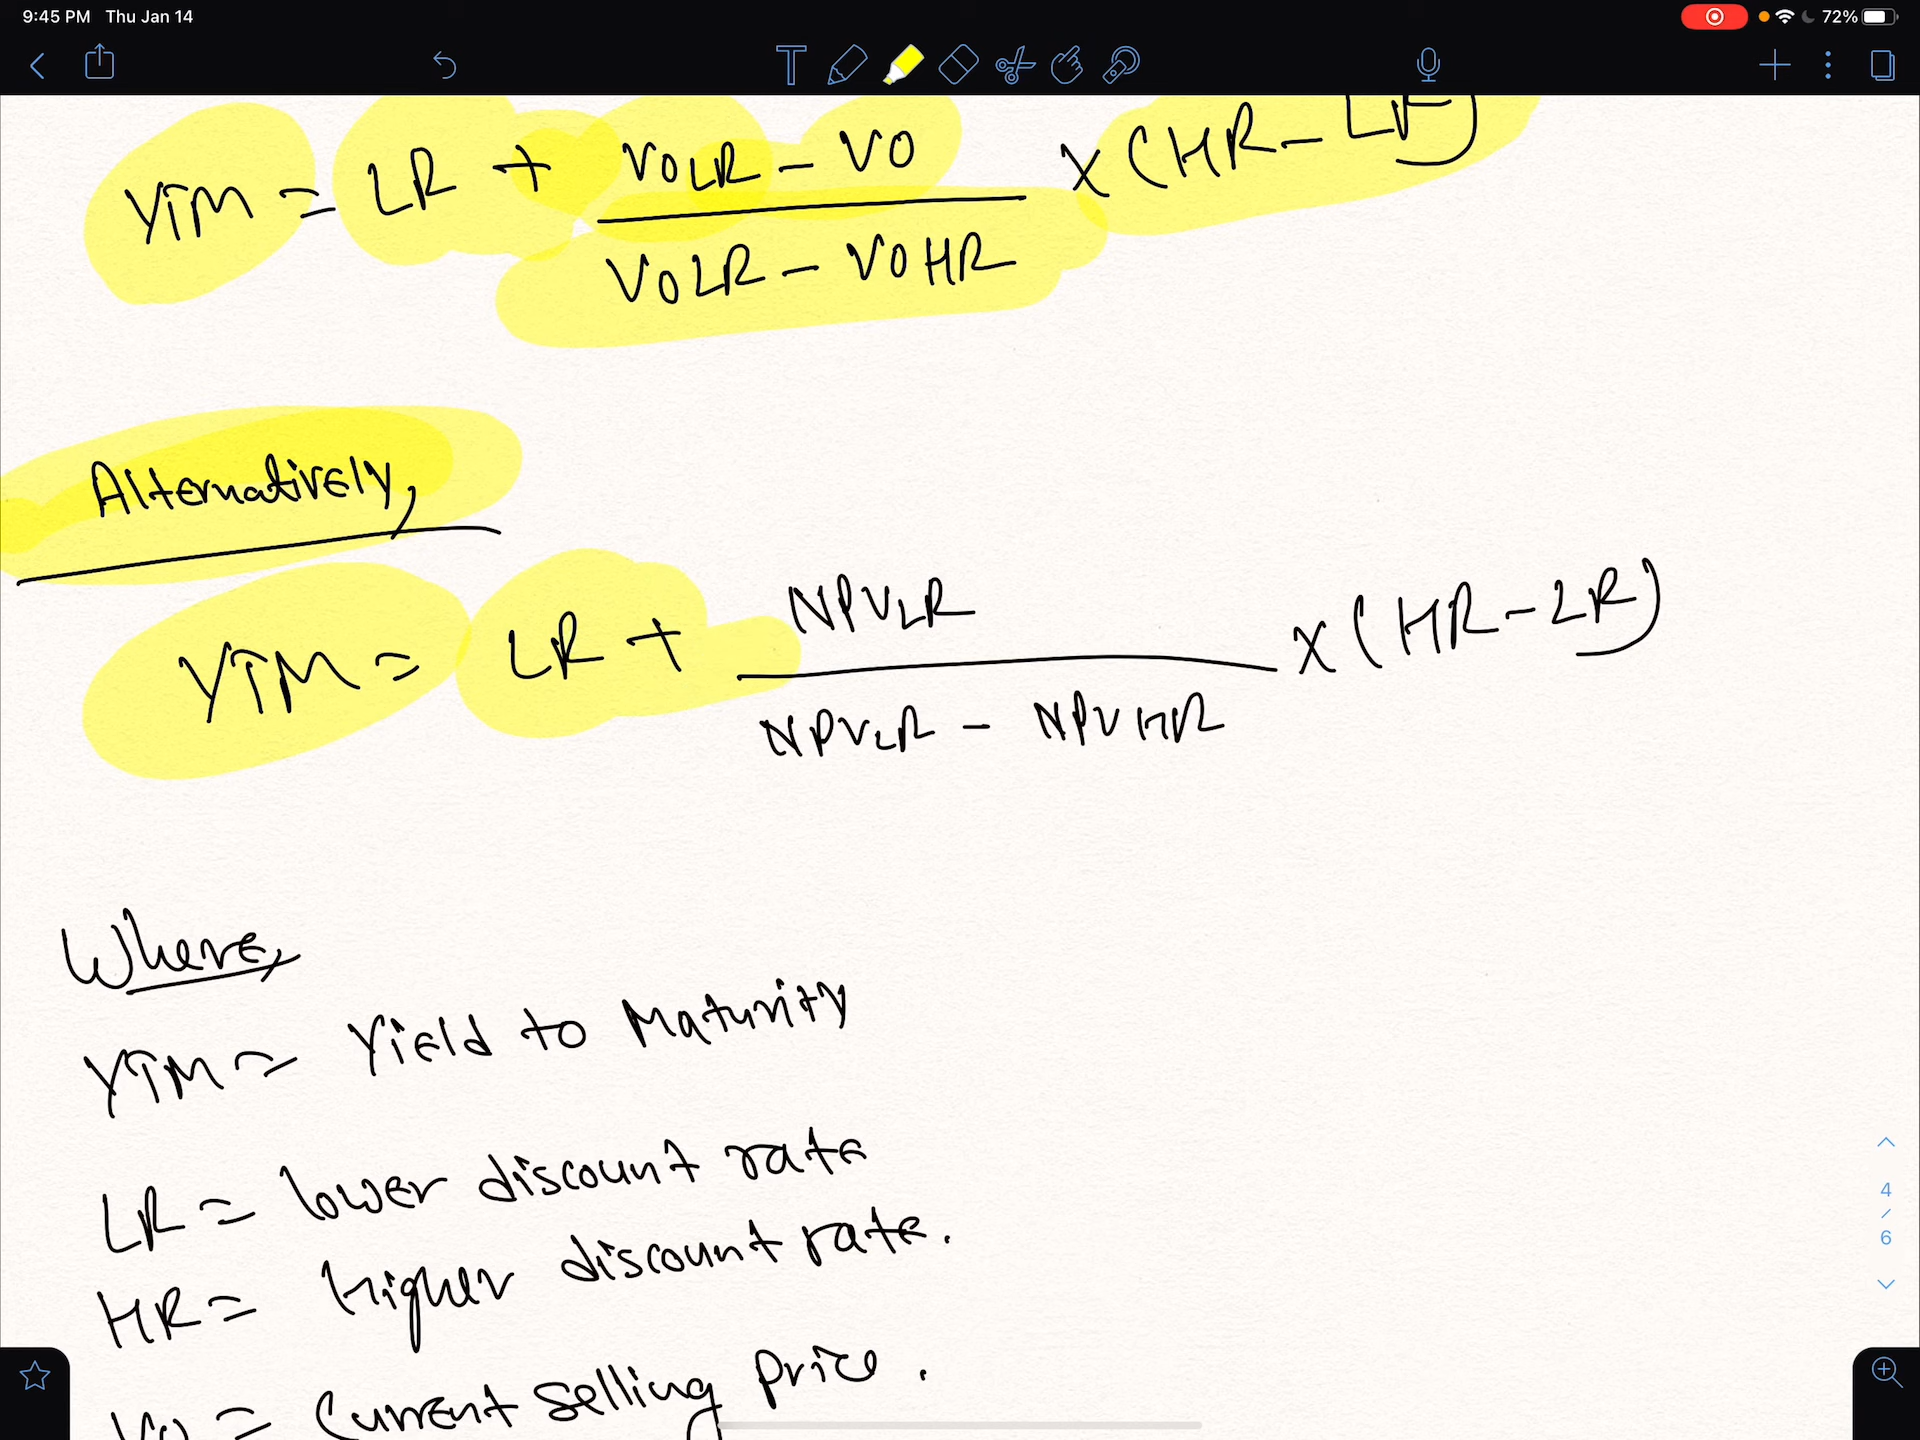 9:45 PM Thu Jan 14
72%
T
YTM = LR + VOLR - VO / VOLR - VOHR X (HR - LR)
Alternatively,
YTM = LR + NPVLR / NPVLR - NPVHR X (HR - LR)
Where,
YTM = Yield to Maturity
LR = lower discount rate
HR = Higher discount rate.
VO = Current selling price.
4
/
6